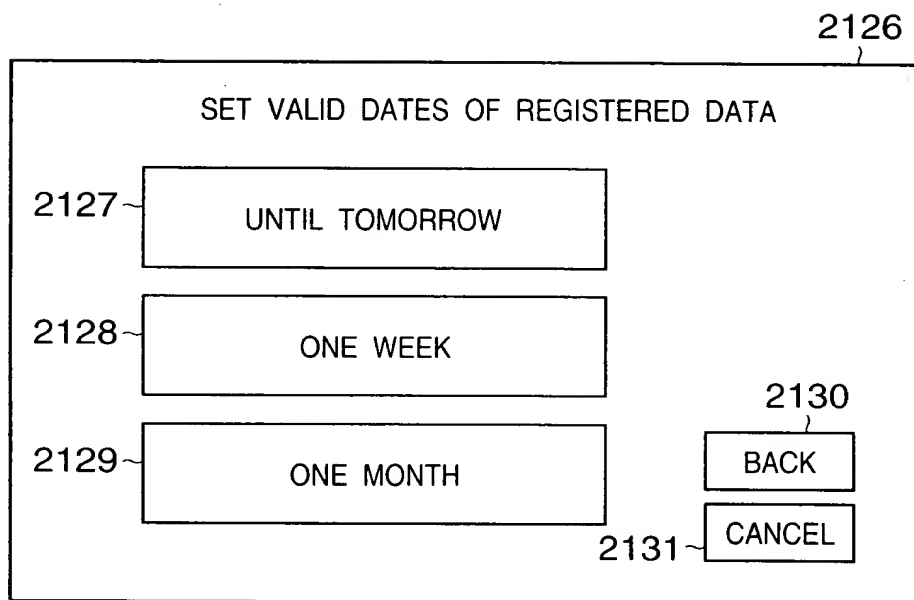 2126
SET VALID DATES OF REGISTERED DATA
2127
UNTIL TOMORROW
2128
ONE WEEK
2129
ONE MONTH
2130
BACK
2131
CANCEL